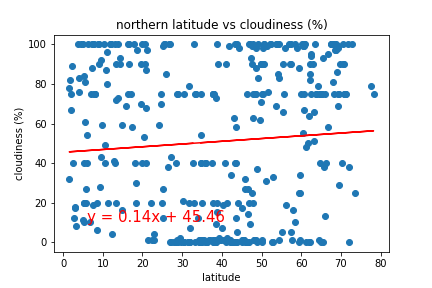 northern latitude vs cloudiness (%)
100
80
60
40
20
0
cloudiness (%)
y = 0.14x + 45.46
0 10 20 30 40 50 60 70 80
latitude